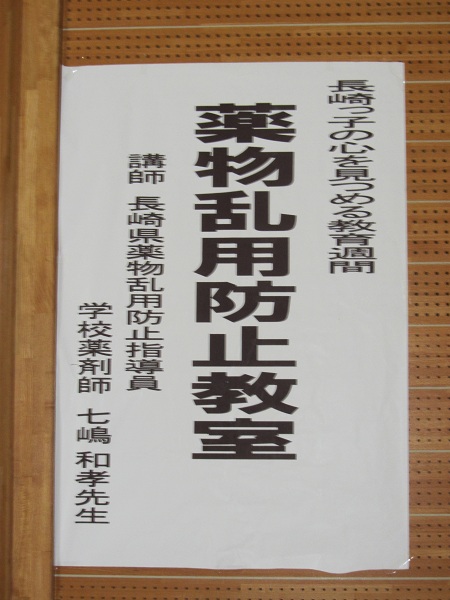 長崎っ子の心を見つめる教育週間
薬物乱用防止教室
講師 長崎県薬物乱用防止指導員
学校薬剤師 七嶋 和孝先生